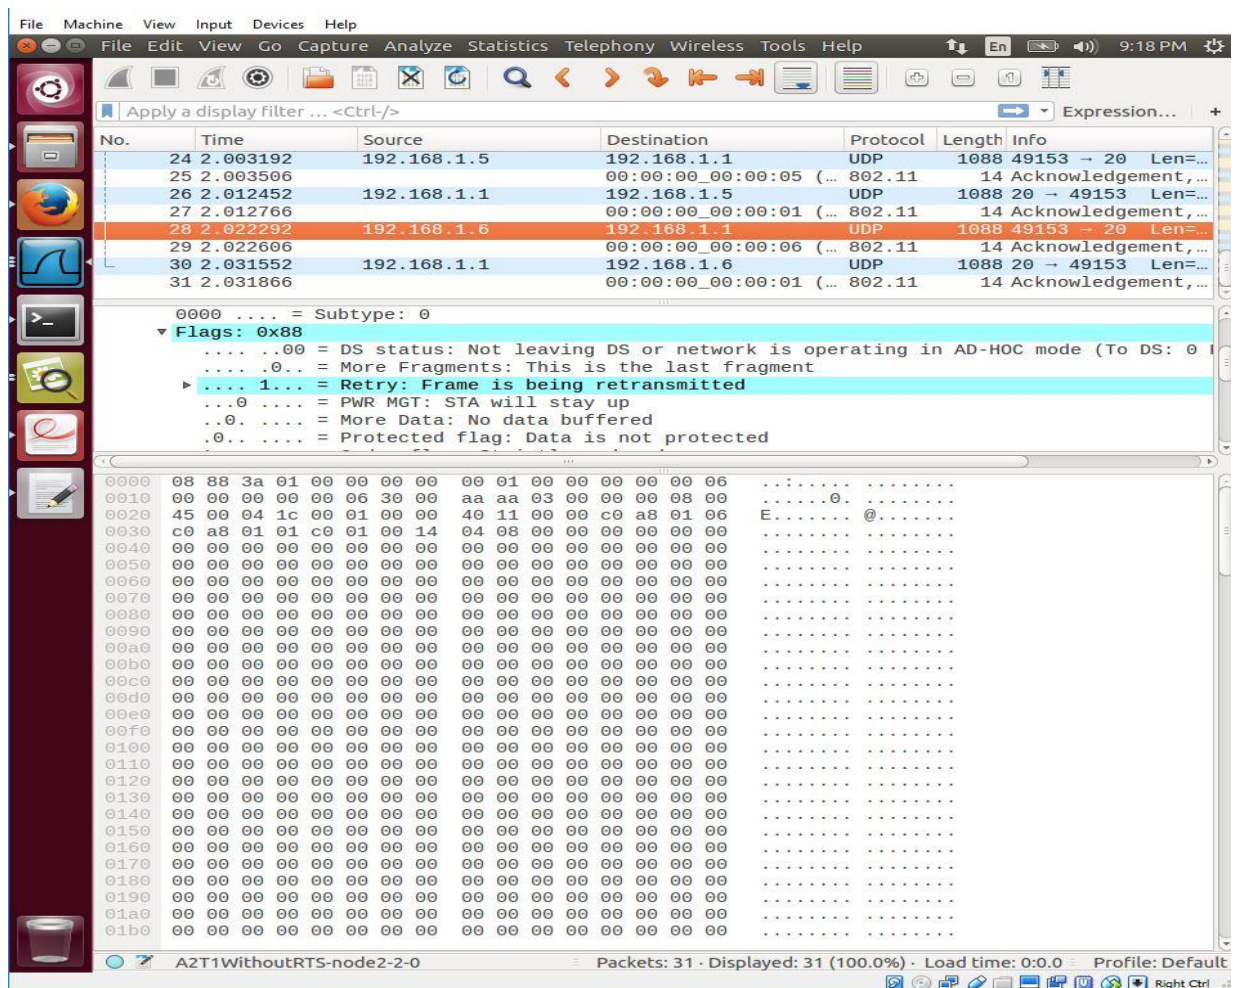 File Machine View Input Devices Help
File Edit View Go Capture Analyze Statistics Telephony Wireless Tools Help En 9:18 PM
Apply a display filter ... <Ctrl-/> Expression... +
No. Time Source Destination Protocol Length Info
24 2.003192 192.168.1.5 192.168.1.1 UDP 1088 49153 → 20 Len=…
25 2.003506 00:00:00_00:00:05 (… 802.11 14 Acknowledgement,…
26 2.012452 192.168.1.1 192.168.1.5 UDP 1088 20 → 49153 Len=…
27 2.012766 00:00:00_00:00:01 (… 802.11 14 Acknowledgement,…
28 2.022292 192.168.1.6 192.168.1.1 UDP 1088 49153 → 20 Len=…
29 2.022606 00:00:00_00:00:06 (… 802.11 14 Acknowledgement,…
30 2.031552 192.168.1.1 192.168.1.6 UDP 1088 20 → 49153 Len=…
31 2.031866 00:00:00_00:00:01 (… 802.11 14 Acknowledgement,…
0000 .... = Subtype: 0
Flags: 0x88
.... ..00 = DS status: Not leaving DS or network is operating in AD-HOC mode (To DS: 0
.... .0.. = More Fragments: This is the last fragment
.... 1... = Retry: Frame is being retransmitted
...0 .... = PWR MGT: STA will stay up
..0. .... = More Data: No data buffered
.0.. .... = Protected flag: Data is not protected
0000 08 88 3a 01 00 00 00 00 00 01 00 00 00 00 00 06 ..:..... ........
0010 00 00 00 00 00 06 30 00 aa aa 03 00 00 00 08 00 ......0. ........
0020 45 00 04 1c 00 01 00 00 40 11 00 00 c0 a8 01 06 E....... @.......
0030 c0 a8 01 01 c0 01 00 14 04 08 00 00 00 00 00 00 ........ ........
0040 00 00 00 00 00 00 00 00 00 00 00 00 00 00 00 00 ........ ........
0050 00 00 00 00 00 00 00 00 00 00 00 00 00 00 00 00 ........ ........
0060 00 00 00 00 00 00 00 00 00 00 00 00 00 00 00 00 ........ ........
0070 00 00 00 00 00 00 00 00 00 00 00 00 00 00 00 00 ........ ........
0080 00 00 00 00 00 00 00 00 00 00 00 00 00 00 00 00 ........ ........
0090 00 00 00 00 00 00 00 00 00 00 00 00 00 00 00 00 ........ ........
00a0 00 00 00 00 00 00 00 00 00 00 00 00 00 00 00 00 ........ ........
00b0 00 00 00 00 00 00 00 00 00 00 00 00 00 00 00 00 ........ ........
00c0 00 00 00 00 00 00 00 00 00 00 00 00 00 00 00 00 ........ ........
00d0 00 00 00 00 00 00 00 00 00 00 00 00 00 00 00 00 ........ ........
00e0 00 00 00 00 00 00 00 00 00 00 00 00 00 00 00 00 ........ ........
00f0 00 00 00 00 00 00 00 00 00 00 00 00 00 00 00 00 ........ ........
0100 00 00 00 00 00 00 00 00 00 00 00 00 00 00 00 00 ........ ........
0110 00 00 00 00 00 00 00 00 00 00 00 00 00 00 00 00 ........ ........
0120 00 00 00 00 00 00 00 00 00 00 00 00 00 00 00 00 ........ ........
0130 00 00 00 00 00 00 00 00 00 00 00 00 00 00 00 00 ........ ........
0140 00 00 00 00 00 00 00 00 00 00 00 00 00 00 00 00 ........ ........
0150 00 00 00 00 00 00 00 00 00 00 00 00 00 00 00 00 ........ ........
0160 00 00 00 00 00 00 00 00 00 00 00 00 00 00 00 00 ........ ........
0170 00 00 00 00 00 00 00 00 00 00 00 00 00 00 00 00 ........ ........
0180 00 00 00 00 00 00 00 00 00 00 00 00 00 00 00 00 ........ ........
0190 00 00 00 00 00 00 00 00 00 00 00 00 00 00 00 00 ........ ........
01a0 00 00 00 00 00 00 00 00 00 00 00 00 00 00 00 00 ........ ........
01b0 00 00 00 00 00 00 00 00 00 00 00 00 00 00 00 00 ........ ........
A2T1WithoutRTS-node2-2-0 Packets: 31 · Displayed: 31 (100.0%) · Load time: 0:0.0 Profile: Default
Right Ctrl